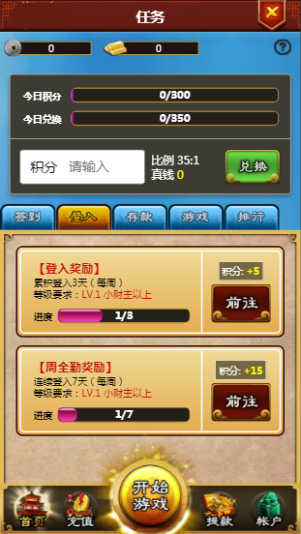 任务
0
0
?
今日积分
0/300
今日兑换
0/350
积分 请输入
比例 35:1
真钱 0
兑换
签到
登入
存款
游戏
排行
【登入奖励】
累积登入3天（每周）
等级要求：LV.1 小财主以上
进度
1/3
积分: +5
前往
【周全勤奖励】
连续登入7天（每周）
等级要求：LV.1 小财主以上
进度
1/7
积分: +15
前往
首页
充值
开始
游戏
拨款
帐户